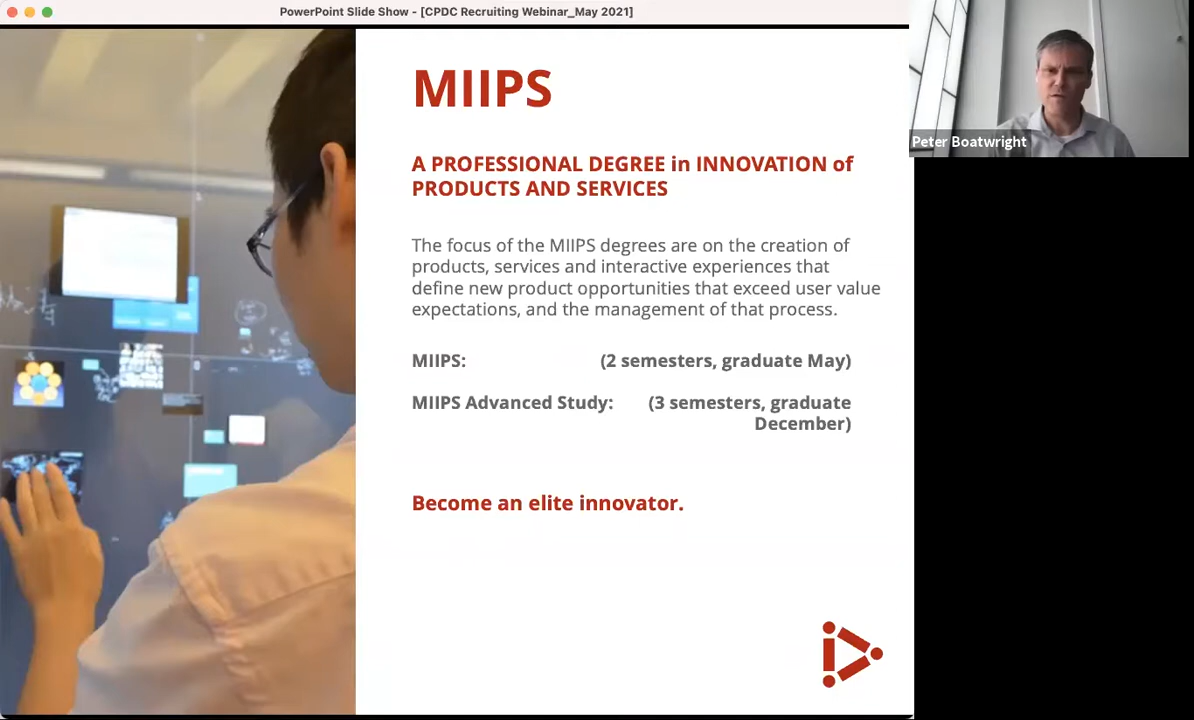 PowerPoint Slide Show - [CPDC Recruiting Webinar_May 2021]
Peter Boatwright
MIIPS
A PROFESSIONAL DEGREE in INNOVATION of
PRODUCTS AND SERVICES
The focus of the MIIPS degrees are on the creation of
products, services and interactive experiences that
define new product opportunities that exceed user value
expectations, and the management of that process.
MIIPS: (2 semesters, graduate May)
MIIPS Advanced Study: (3 semesters, graduate
December)
Become an elite innovator.